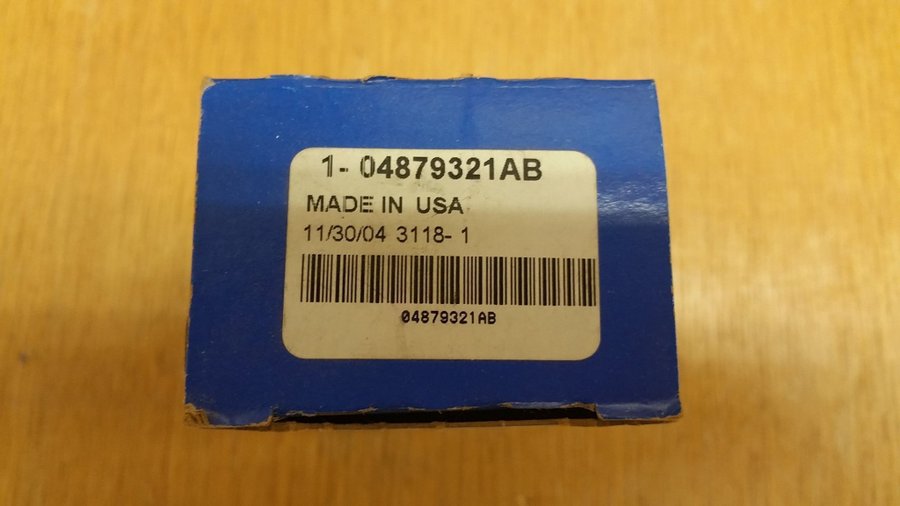 1- 04879321AB
MADE IN USA
11/30/04 3118- 1
04879321AB